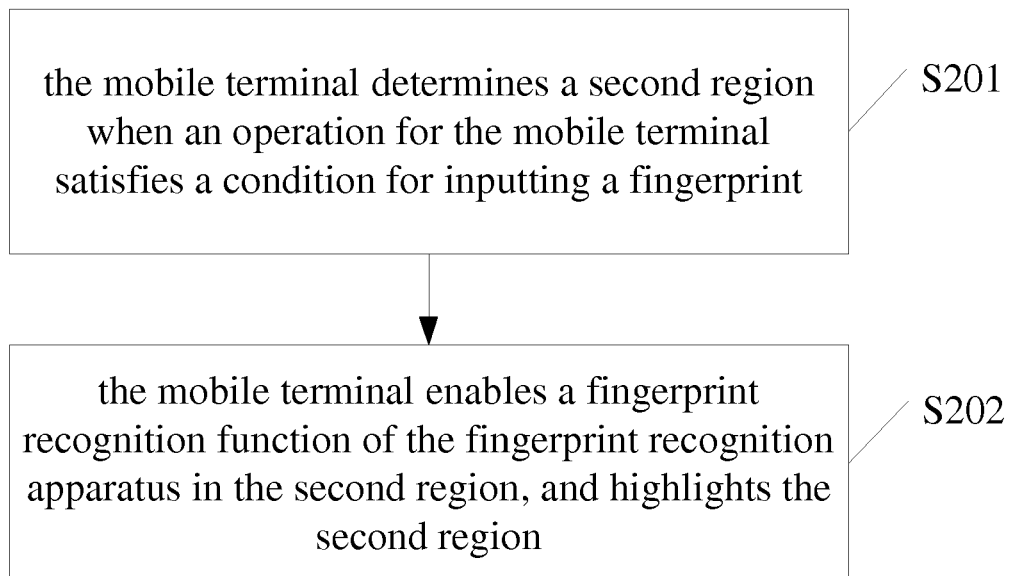 the mobile terminal determines a second region
when an operation for the mobile terminal
satisfies a condition for inputting a fingerprint
S201
the mobile terminal enables a fingerprint
recognition function of the fingerprint recognition
apparatus in the second region, and highlights the
second region
S202